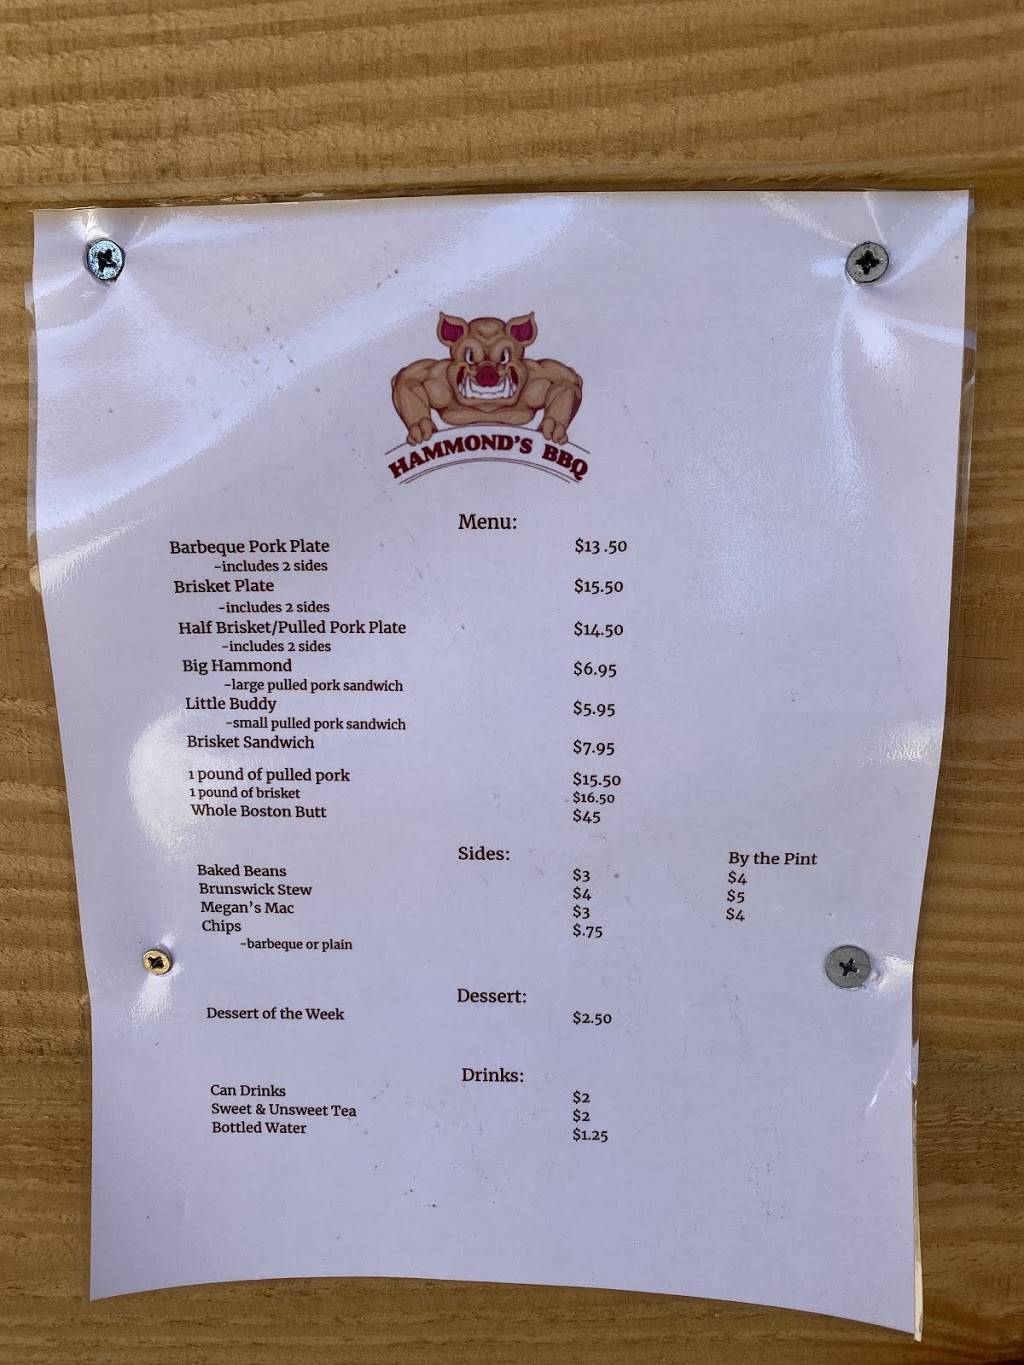 HAMMOND'S BBQ
Menu:
Barbeque Pork Plate $13.50
-includes 2 sides
Brisket Plate $15.50
-includes 2 sides
Half Brisket/Pulled Pork Plate $14.50
-includes 2 sides
Big Hammond $6.95
-large pulled pork sandwich
Little Buddy $5.95
-small pulled pork sandwich
Brisket Sandwich $7.95
1 pound of pulled pork $15.50
1 pound of brisket $16.50
Whole Boston Butt $45
Sides: By the Pint
Baked Beans $3 $4
Brunswick Stew $4 $5
Megan's Mac $3 $4
Chips $.75
-barbeque or plain
Dessert:
Dessert of the Week $2.50
Drinks:
Can Drinks $2
Sweet & Unsweet Tea $2
Bottled Water $1.25